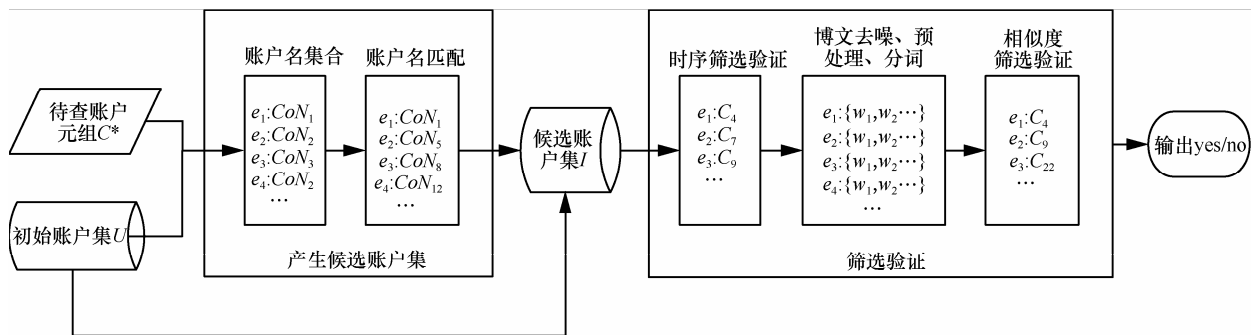 待查账户
元组C*
初始账户集U
账户名集合
e₁:CoN₁
e₂:CoN₂
e₃:CoN₃
e₄:CoN₂
…
账户名匹配
e₁:CoN₁
e₂:CoN₅
e₃:CoN₈
e₄:CoN₁₂
…
产生候选账户集
候选账
户集I
时序筛选验证
e₁:C₄
e₂:C₇
e₃:C₉
…
博文去噪、预
处理、分词
e₁:{w₁,w₂…}
e₂:{w₁,w₂…}
e₃:{w₁,w₂…}
e₄:{w₁,w₂…}
…
相似度
筛选验证
e₁:C₄
e₂:C₉
e₃:C₂₂
…
筛选验证
输出yes/no